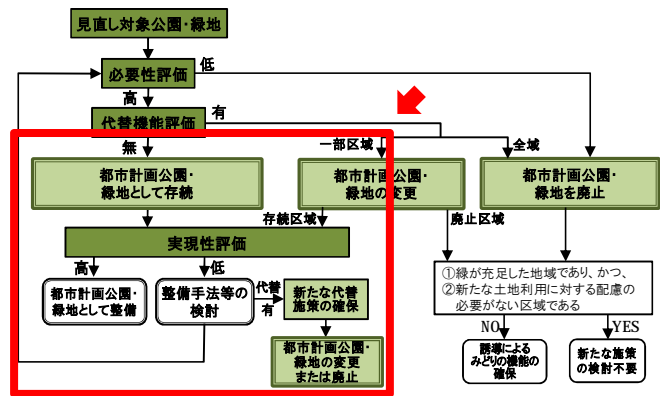 見直し対象公園・緑地
必要性評価
低
高
代替機能評価
有
無
一部区域
全域
都市計画公園・
緑地として存続
都市計画公園・
緑地の変更
都市計画公園・
緑地を廃止
存続区域
廃止区域
実現性評価
高
低
都市計画公園・
緑地として整備
整備手法等の
検討
代替
有
新たな代替
施策の確保
都市計画公園・
緑地の変更
または廃止
①緑が充足した地域であり、かつ、
②新たな土地利用に対する配慮の
必要がない区域である
NO
YES
誘導による
みどりの機能の
確保
新たな施策
の検討不要